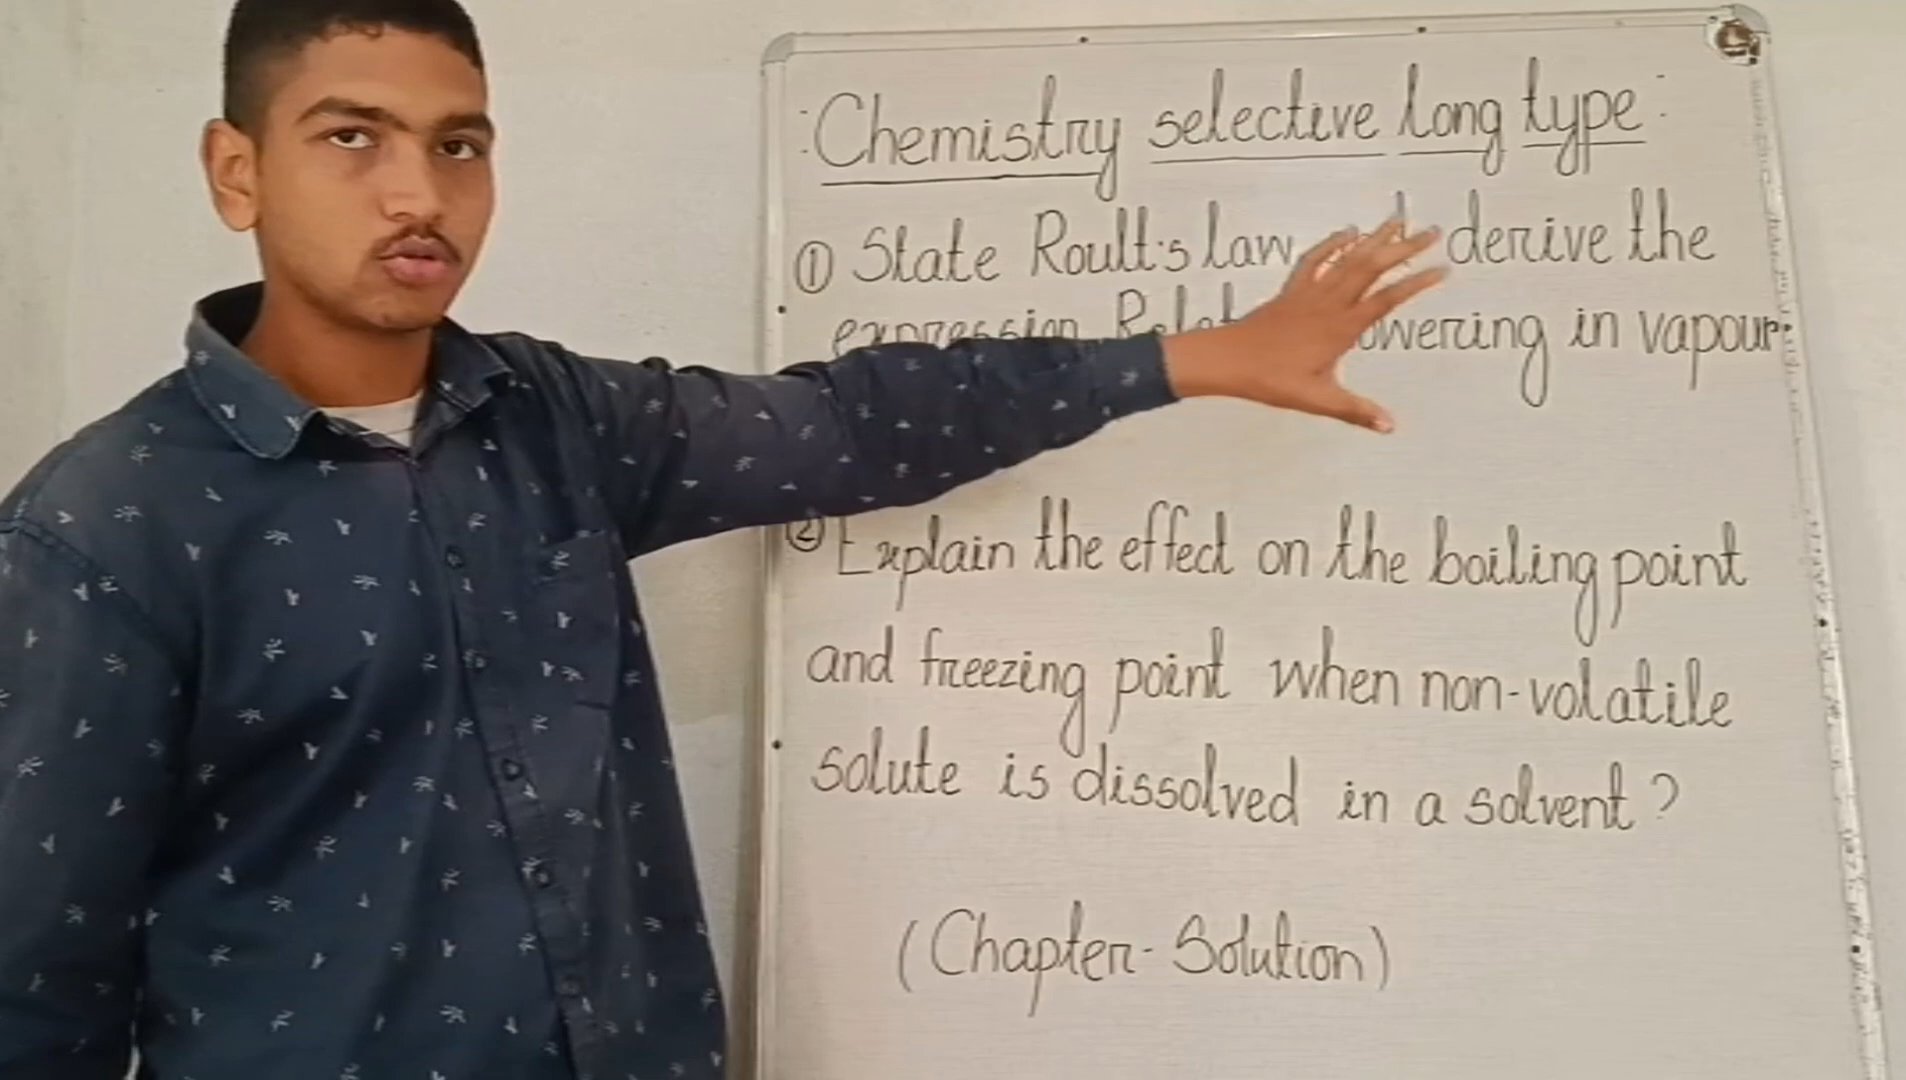 : Chemistry selective long type :
① State Roult's law derive the
expression in vapour
② Explain the effect on the boiling point
and freezing point when non-volatile
solute is dissolved in a solvent?
(Chapter - Solution)